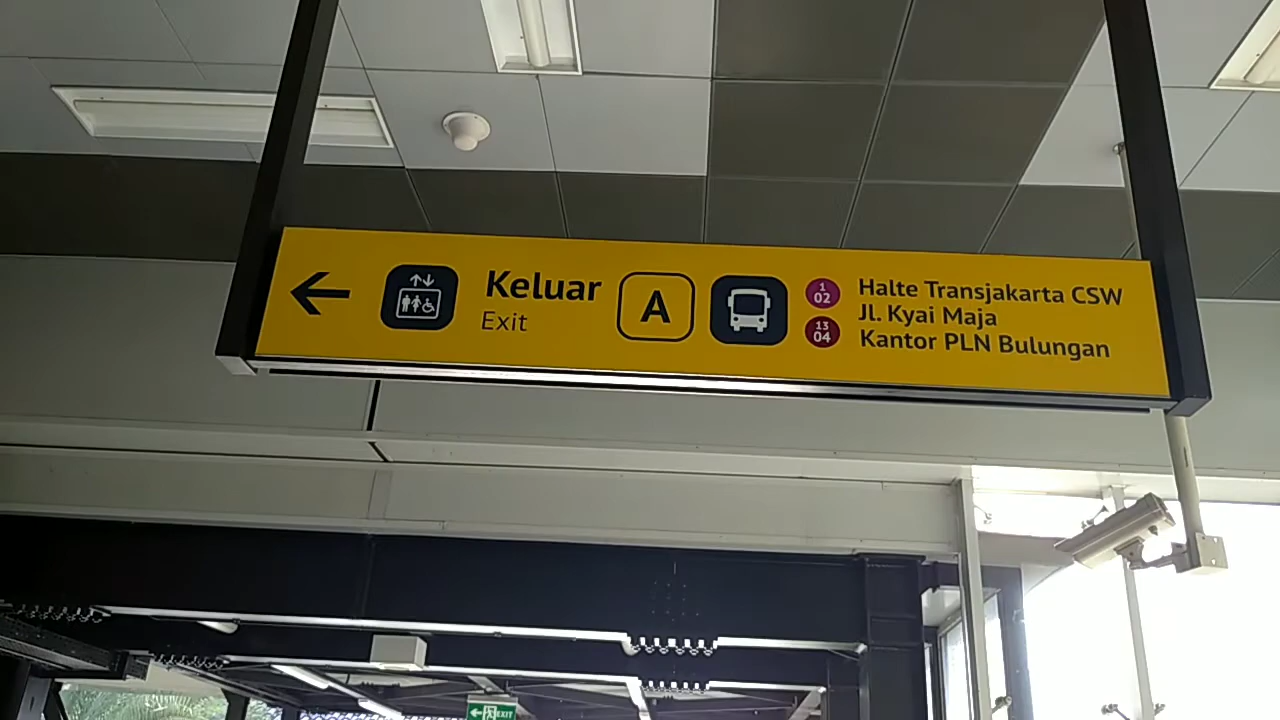 Keluar
Exit
A
1
02
13
04
Halte Transjakarta CSW
Jl. Kyai Maja
Kantor PLN Bulungan
EXIT